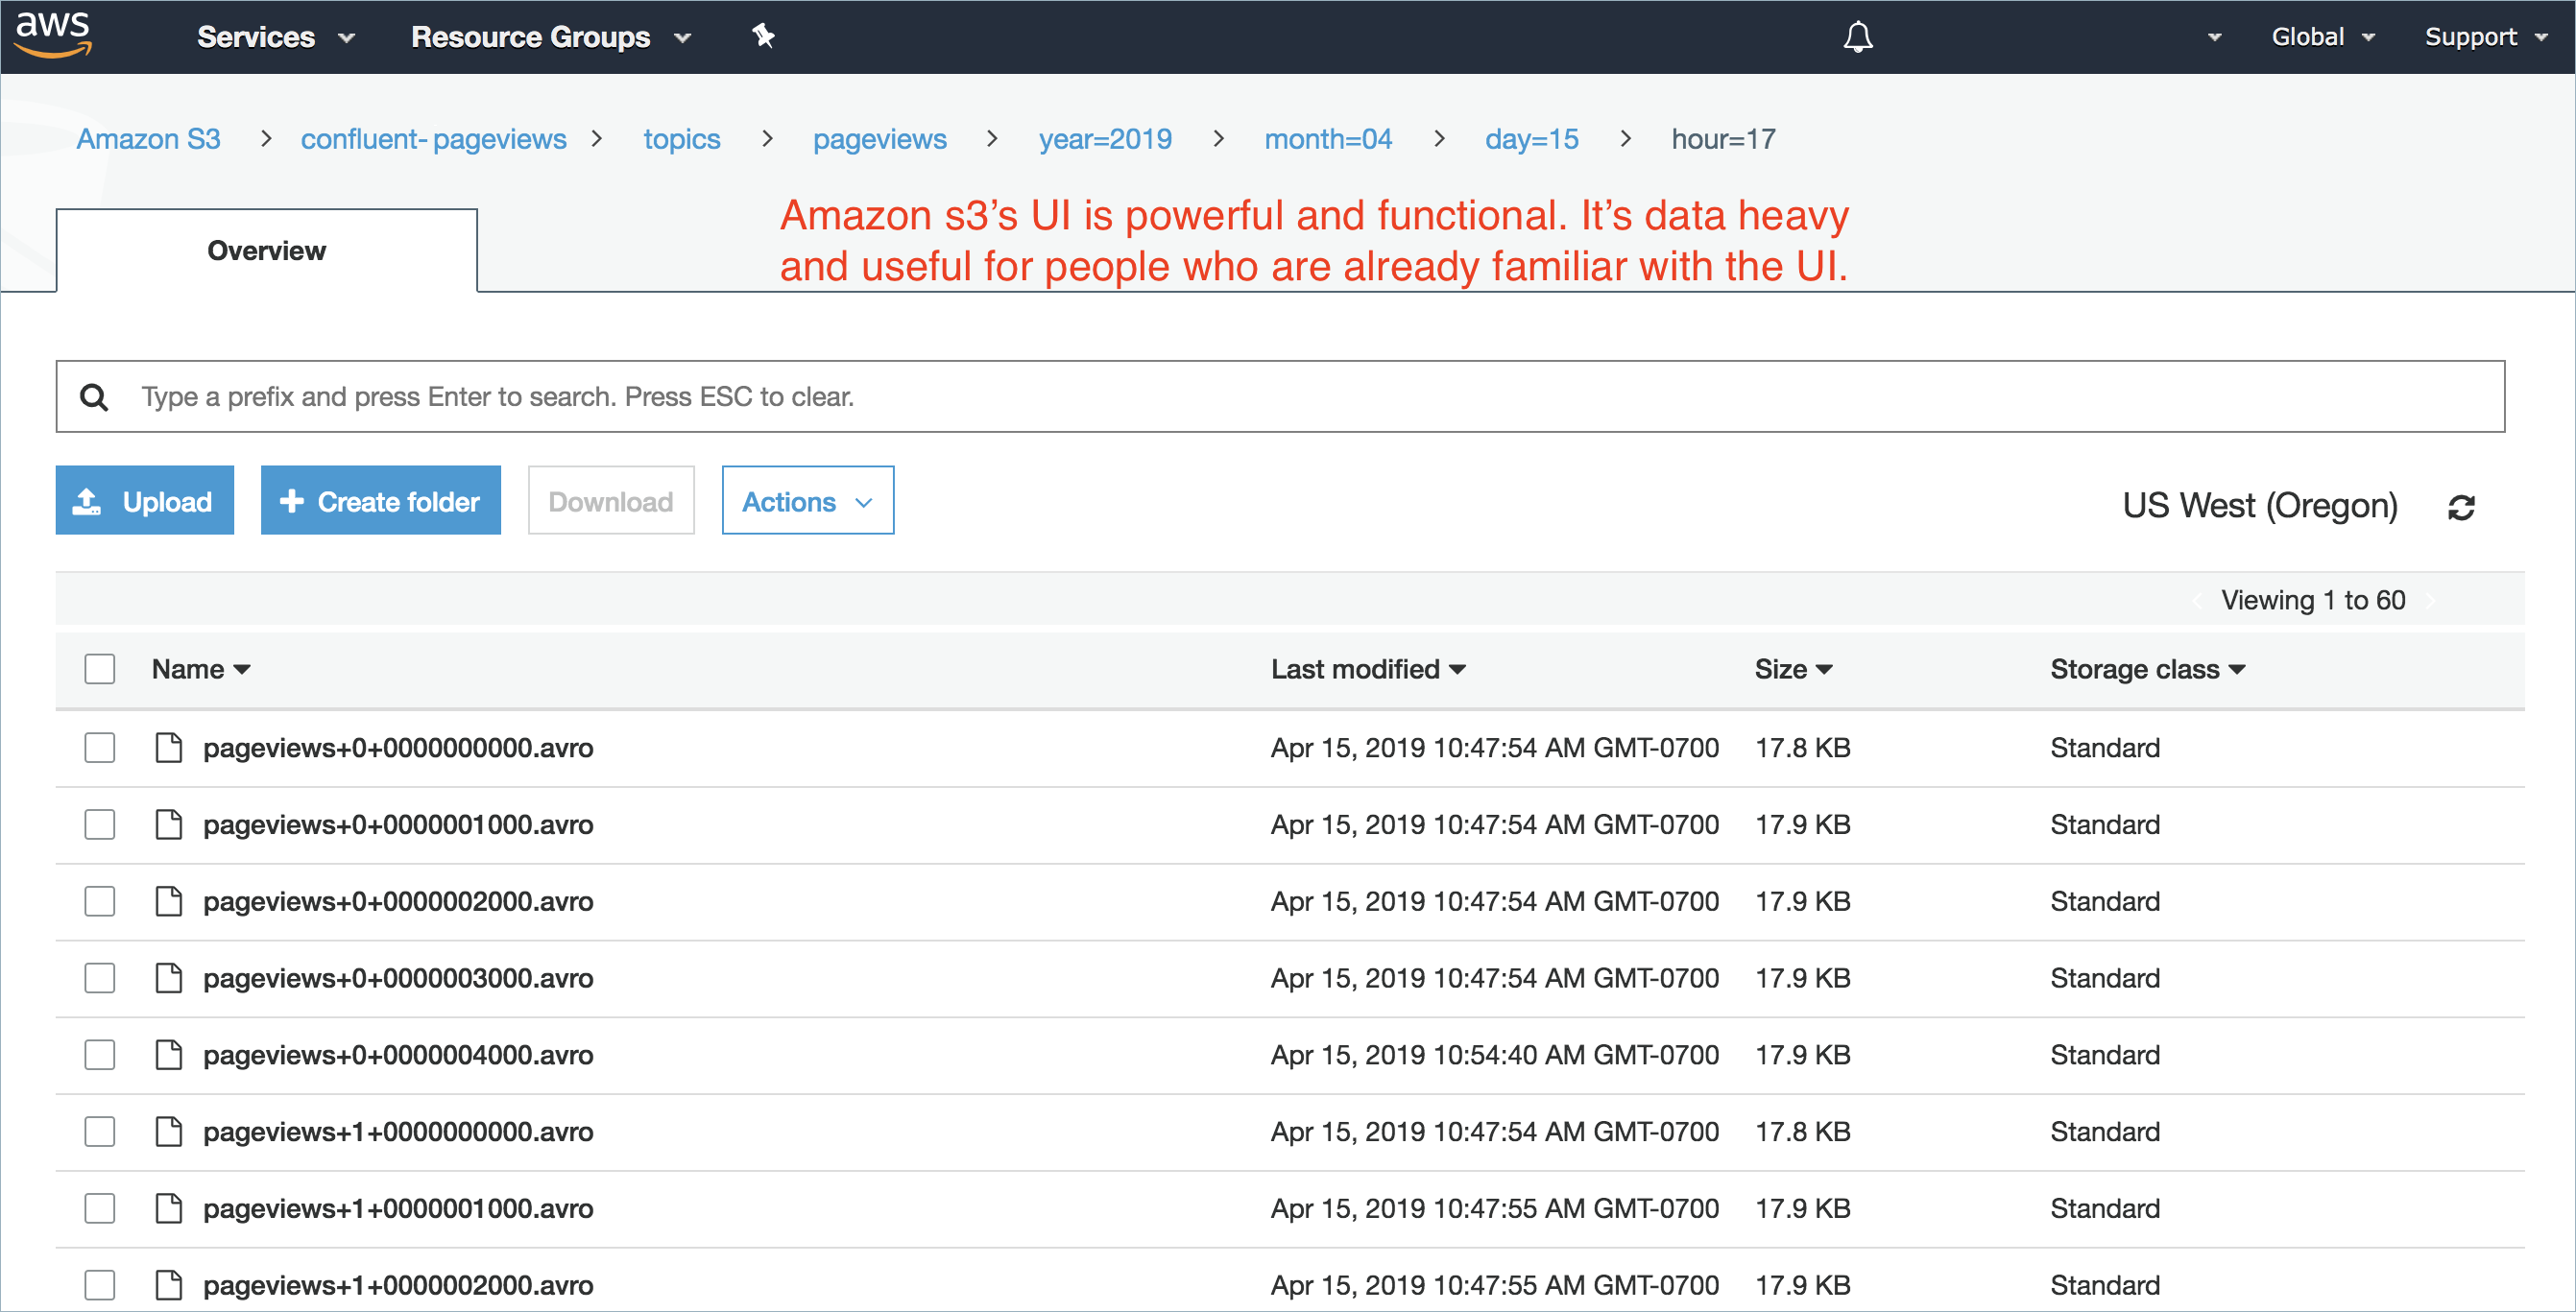 aws Services Resource Groups Global Support
Amazon S3 > confluent-pageviews > topics > pageviews > year=2019 > month=04 > day=15 > hour=17
Amazon s3’s UI is powerful and functional. It’s data heavy
and useful for people who are already familiar with the UI.
Overview
Type a prefix and press Enter to search. Press ESC to clear.
Upload + Create folder Download Actions US West (Oregon)
Viewing 1 to 60
Name Last modified Size Storage class
pageviews+0+0000000000.avro Apr 15, 2019 10:47:54 AM GMT-0700 17.8 KB Standard
pageviews+0+0000001000.avro Apr 15, 2019 10:47:54 AM GMT-0700 17.9 KB Standard
pageviews+0+0000002000.avro Apr 15, 2019 10:47:54 AM GMT-0700 17.9 KB Standard
pageviews+0+0000003000.avro Apr 15, 2019 10:47:54 AM GMT-0700 17.9 KB Standard
pageviews+0+0000004000.avro Apr 15, 2019 10:54:40 AM GMT-0700 17.9 KB Standard
pageviews+1+0000000000.avro Apr 15, 2019 10:47:54 AM GMT-0700 17.8 KB Standard
pageviews+1+0000001000.avro Apr 15, 2019 10:47:55 AM GMT-0700 17.9 KB Standard
pageviews+1+0000002000.avro Apr 15, 2019 10:47:55 AM GMT-0700 17.9 KB Standard